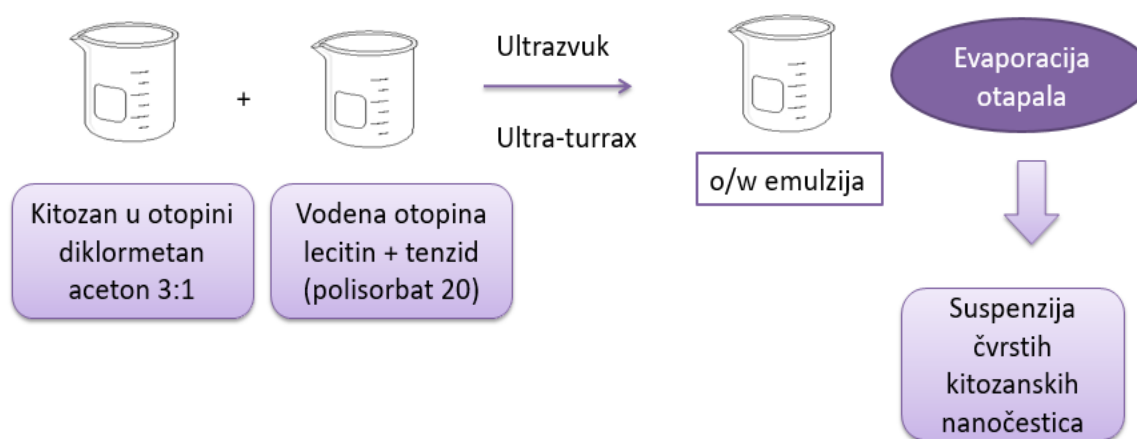 Kitozan u otopini
diklormetan
aceton 3:1
+
Vodena otopina
lecitin + tenzid
(polisorbat 20)
Ultrazvuk
Ultra-turrax
o/w emulzija
Evaporacija
otapala
Suspenzija
čvrstih
kitozanskih
nanočestica